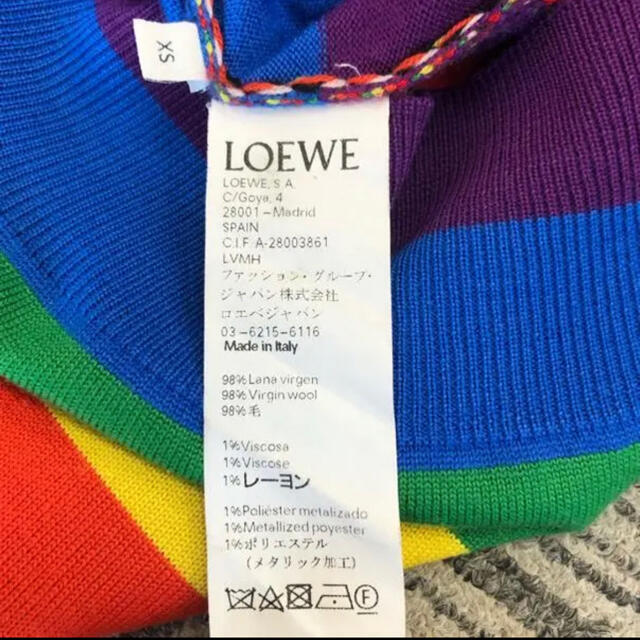 XS
LOEWE
LOEWE, S.A.
C/Goya, 4
28001-Madrid
SPAIN
C.I.F. A-28003861
LVMH
ファッション・グループ・
ジャパン株式会社
ロエベジャパン
03-6215-6116
Made in Italy
98% Lana virgen
98% Virgin wool
98% 毛
1% Viscosa
1% Viscose
1% レーヨン
1% Poliéster metalizado
1% Metallized poyester
1% ポリエステル
(メタリック加工)
F